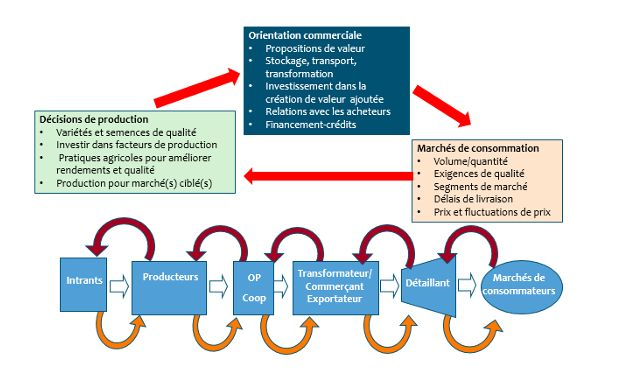 Orientation commerciale
• Propositions de valeur
• Stockage, transport,
transformation
• Investissement dans la
création de valeur ajoutée
• Relations avec les acheteurs
• Financement-crédits
Décisions de production
• Variétés et semences de qualité
• Investir dans facteurs de production
• Pratiques agricoles pour améliorer
rendements et qualité
• Production pour marché(s) ciblé(s)
Marchés de consommation
• Volume/quantité
• Exigences de qualité
• Segments de marché
• Délais de livraison
• Prix et fluctuations de prix
Intrants
Producteurs
OP
Coop
Transformateur/
Commerçant
Exportateur
Détaillant
Marchés de
consommateurs